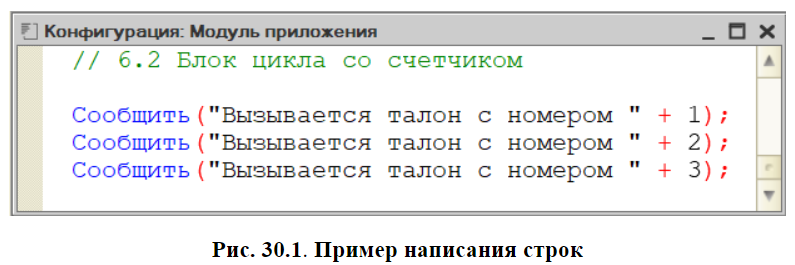 Конфигурация: Модуль приложения
// 6.2 Блок цикла со счетчиком
Сообщить("Вызывается талон с номером " + 1);
Сообщить("Вызывается талон с номером " + 2);
Сообщить("Вызывается талон с номером " + 3);
Рис. 30.1. Пример написания строк